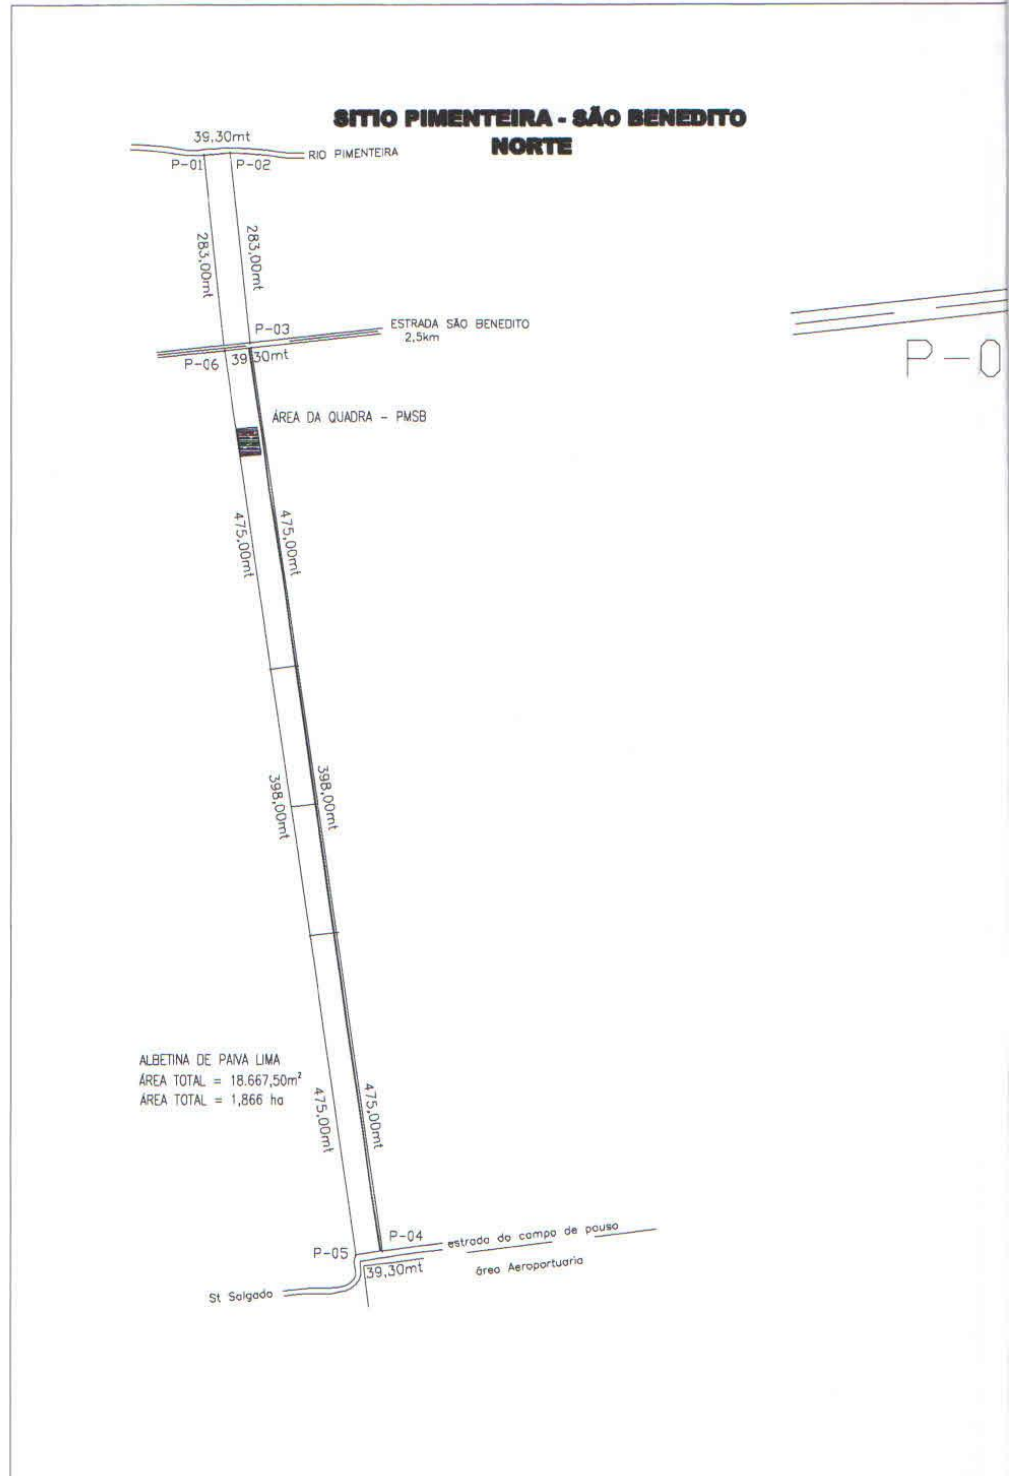 SITIO PIMENTEIRA - SÃO BENEDITO
NORTE
39,30mt
RIO PIMENTEIRA
P-01
P-02
283,00mt
283,00mt
P-03
ESTRADA SÃO BENEDITO
2,5km
P-06
39,30mt
P-0
ÁREA DA QUADRA - PMSB
475,00mt
475,00mt
398,00mt
398,00mt
ALBETINA DE PAIVA LIMA
ÁREA TOTAL = 18.667,50m²
ÁREA TOTAL = 1,866 ha
475,00mt
475,00mt
P-04
estrada do campo de pouso
P-05
39,30mt
área Aeroportuaria
St Salgado